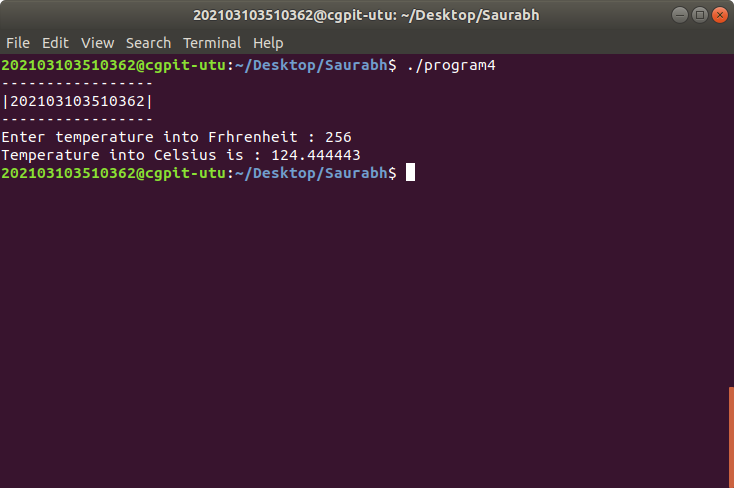 202103103510362@cgpit-utu: ~/Desktop/Saurabh
File Edit View Search Terminal Help
202103103510362@cgpit-utu:~/Desktop/Saurabh$ ./program4
-----------------
|202103103510362|
-----------------
Enter temperature into Frhrenheit : 256
Temperature into Celsius is : 124.444443
202103103510362@cgpit-utu:~/Desktop/Saurabh$